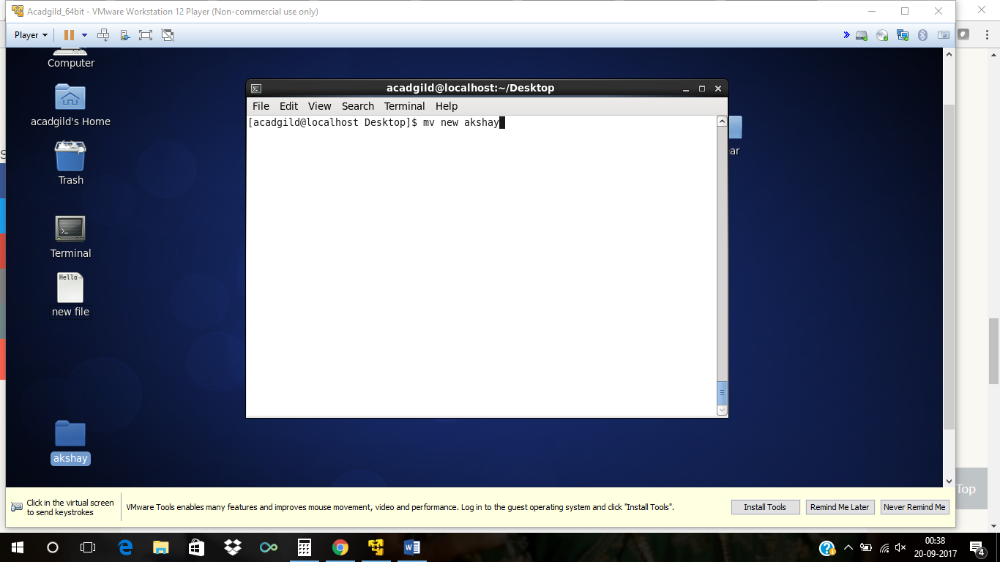 Acadgild_64bit - VMware Workstation 12 Player (Non-commercial use only)
Player
Computer
acadgild's Home
Trash
Terminal
Hello
new file
akshay
acadgild@localhost:~/Desktop
File Edit View Search Terminal Help
[acadgild@localhost Desktop]$ mv new akshay
ar
Click in the virtual screen
to send keystrokes
VMware Tools enables many features and improves mouse movement, video and performance. Log in to the guest operating system and click "Install Tools".
Install Tools
Remind Me Later
Never Remind Me
Top
00:38
20-09-2017
4